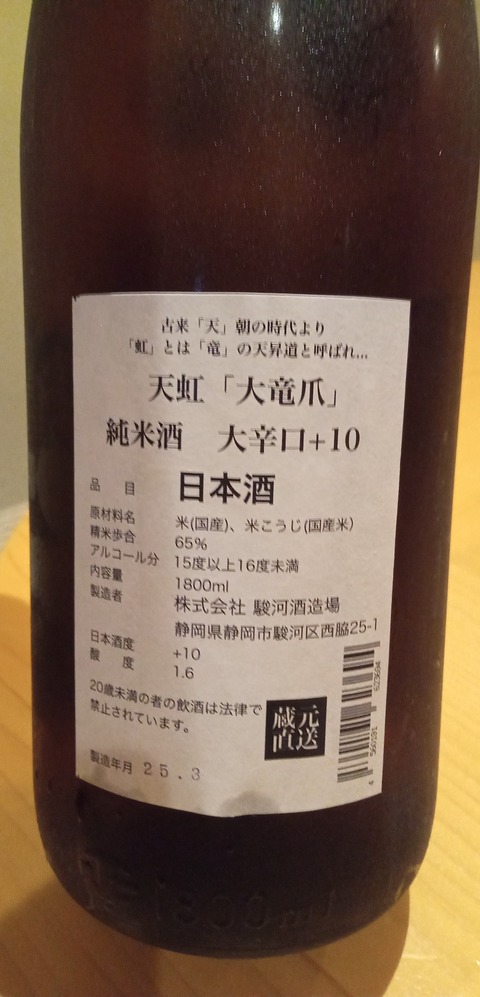 古来「天」朝の時代より
「虹」とは「竜」の天昇道と呼ばれ...
天虹「大竜爪」
純米酒　大辛口+10
品　目　日本酒
原材料名　米(国産)、米こうじ(国産米)
精米歩合　65%
アルコール分　15度以上16度未満
内容量　1800ml
製造者　株式会社 駿河酒造場
静岡県静岡市駿河区西脇25-1
日本酒度　+10
酸　度　1.6
20歳未満の者の飲酒は法律で
禁止されています。
蔵元
直送
製造年月　25.3
1800ml